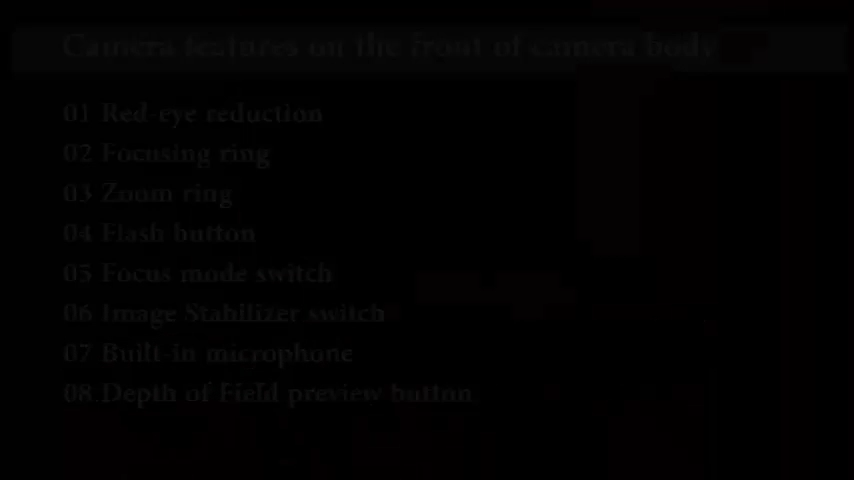 Camera features on the front of camera body
01 Red-eye reduction
02 Focusing ring
03 Zoom ring
04 Flash button
05 Focus mode switch
06 Image Stabilizer switch
07 Built-in microphone
08.Depth of Field preview button